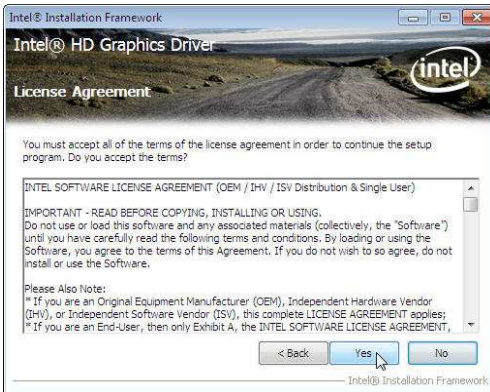 Intel® Installation Framework
Intel® HD Graphics Driver
intel
License Agreement
You must accept all of the terms of the license agreement in order to continue the setup
program. Do you accept the terms?
INTEL SOFTWARE LICENSE AGREEMENT (OEM / IHV / ISV Distribution & Single User)
IMPORTANT - READ BEFORE COPYING, INSTALLING OR USING.
Do not use or load this software and any associated materials (collectively, the "Software")
until you have carefully read the following terms and conditions. By loading or using the
Software, you agree to the terms of this Agreement. If you do not wish to so agree, do not
install or use the Software.
Please Also Note:
* If you are an Original Equipment Manufacturer (OEM), Independent Hardware Vendor
(IHV), or Independent Software Vendor (ISV), this complete LICENSE AGREEMENT applies;
* If you are an End-User, then only Exhibit A, the INTEL SOFTWARE LICENSE AGREEMENT,
< Back Yes No
Intel® Installation Framework